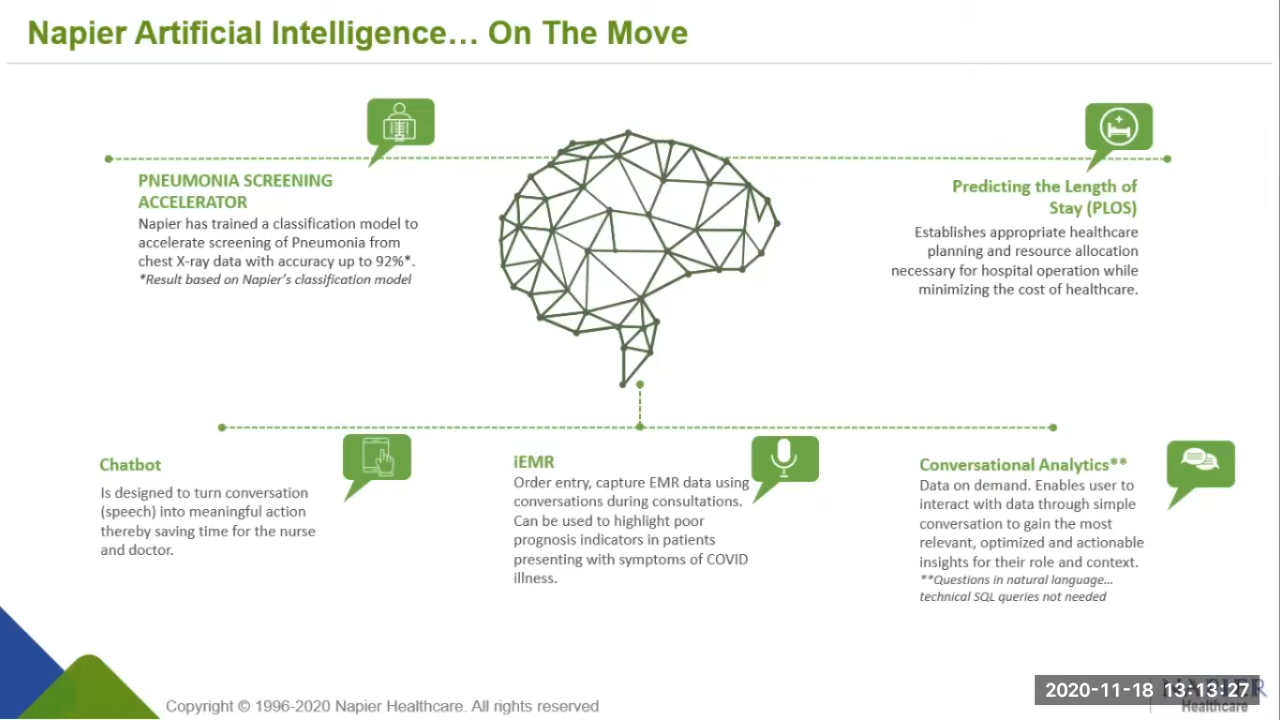 Napier Artificial Intelligence... On The Move
PNEUMONIA SCREENING
ACCELERATOR
Napier has trained a classification model to
accelerate screening of Pneumonia from
chest X-ray data with accuracy up to 92%*.
*Result based on Napier's classification model
Predicting the Length of
Stay (PLOS)
Establishes appropriate healthcare
planning and resource allocation
necessary for hospital operation while
minimizing the cost of healthcare.
Chatbot
Is designed to turn conversation
(speech) into meaningful action
thereby saving time for the nurse
and doctor.
iEMR
Order entry, capture EMR data using
conversations during consultations.
Can be used to highlight poor
prognosis indicators in patients
presenting with symptoms of COVID
illness.
Conversational Analytics**
Data on demand. Enables user to
interact with data through simple
conversation to gain the most
relevant, optimized and actionable
insights for their role and context.
**Questions in natural language...
technical SQL queries not needed
Copyright © 1996-2020 Napier Healthcare. All rights reserved
2020-11-18 13:13:27
NAPIER
Healthcare